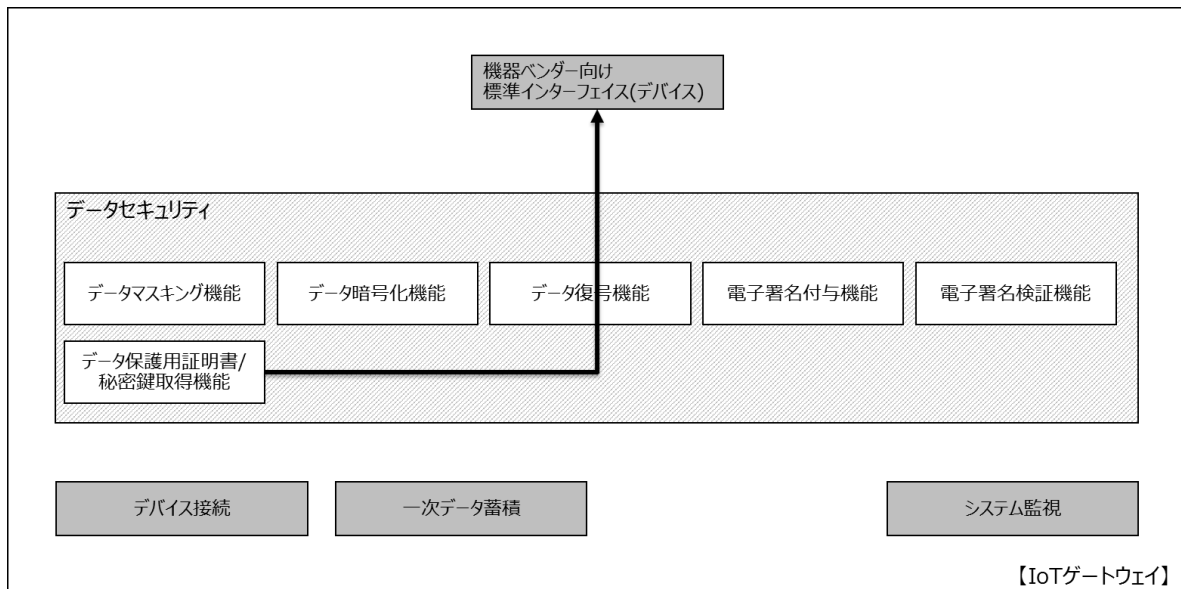 機器ベンダー向け
標準インターフェイス(デバイス)
データセキュリティ
データマスキング機能
データ暗号化機能
データ復号機能
電子署名付与機能
電子署名検証機能
データ保護用証明書/
秘密鍵取得機能
デバイス接続
一次データ蓄積
システム監視
【IoTゲートウェイ】